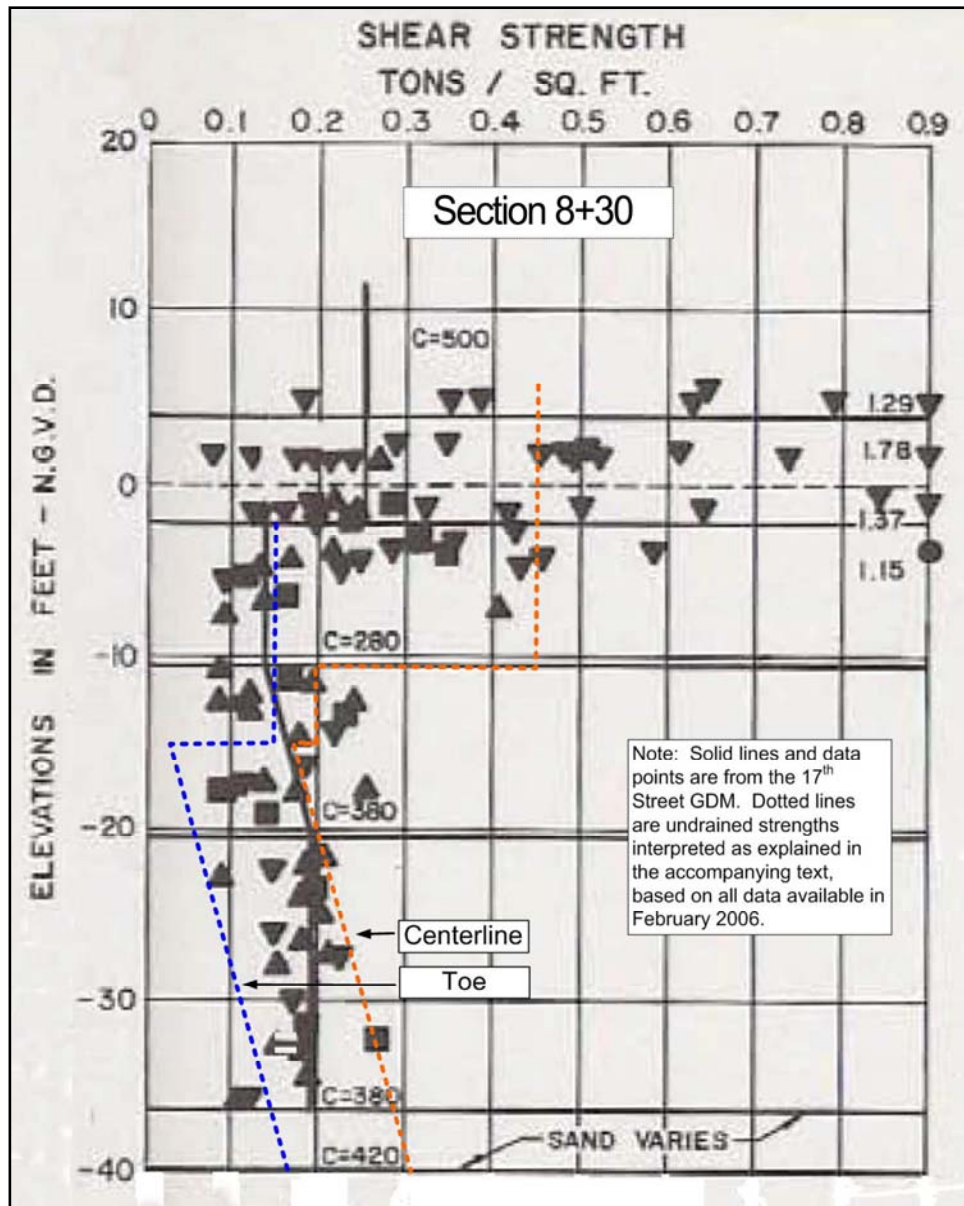 SHEAR STRENGTH
TONS / SQ. FT.
0 0.1 0.2 0.3 0.4 0.5 0.6 0.7 0.8 0.9
20
Section 8+30
10
C=500
1.29
1.78
0
1.37
1.15
-10
C=280
Note: Solid lines and data
points are from the 17th
Street GDM. Dotted lines
are undrained strengths
interpreted as explained in
the accompanying text,
based on all data available in
February 2006.
C=380
-20
Centerline
Toe
-30
C=380
SAND VARIES
C=420
-40
ELEVATIONS IN FEET - N.G.V.D.